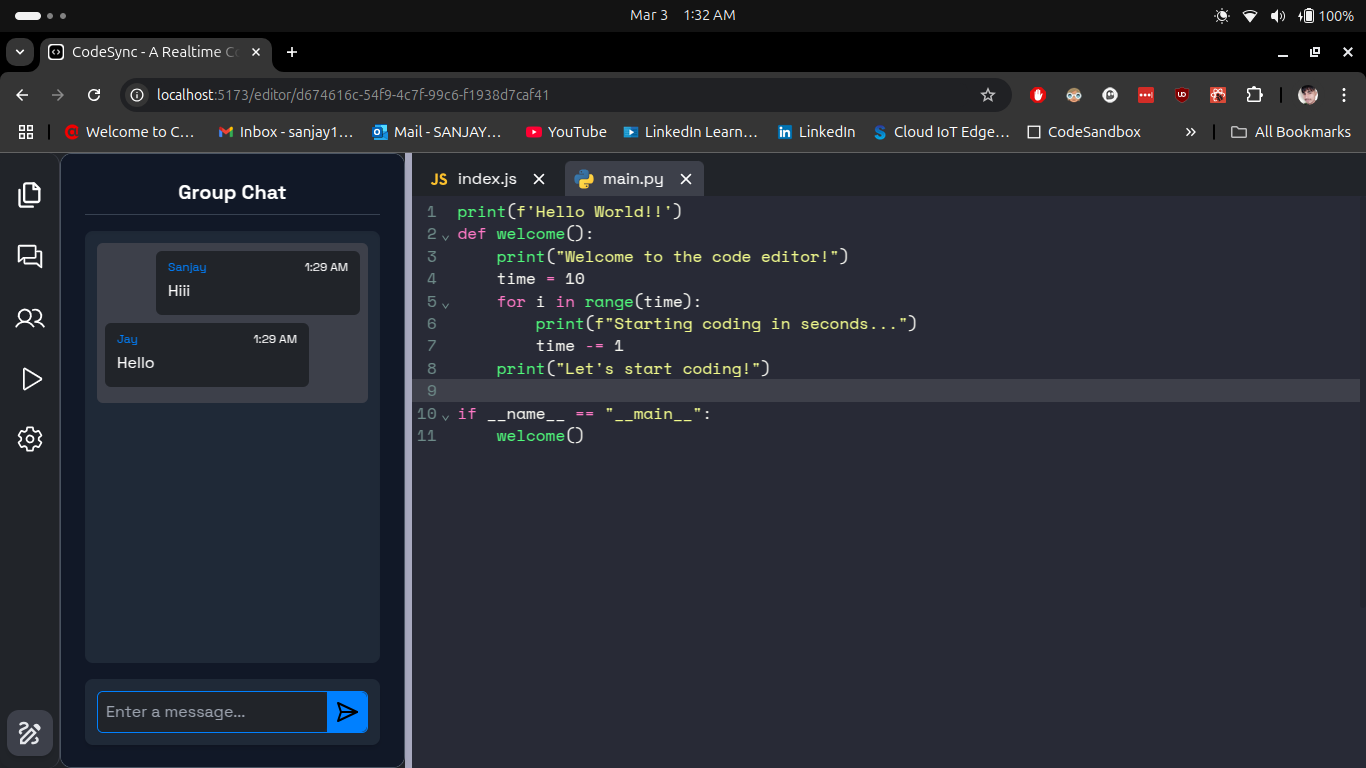 Mar 3 1:32 AM
100%
CodeSync - A Realtime Co
localhost:5173/editor/d674616c-54f9-4c7f-99c6-f1938d7caf41
Welcome to C... Inbox - sanjay1... Mail - SANJAY... YouTube LinkedIn Learn... LinkedIn Cloud IoT Edge... CodeSandbox » All Bookmarks
Group Chat
Sanjay 1:29 AM
Hiii
Jay 1:29 AM
Hello
Enter a message...
JS index.js main.py
1 print(f'Hello World!!')
2 def welcome():
3     print("Welcome to the code editor!")
4     time = 10
5     for i in range(time):
6         print(f"Starting coding in seconds...")
7         time -= 1
8     print("Let's start coding!")
9
10 if __name__ == "__main__":
11     welcome()